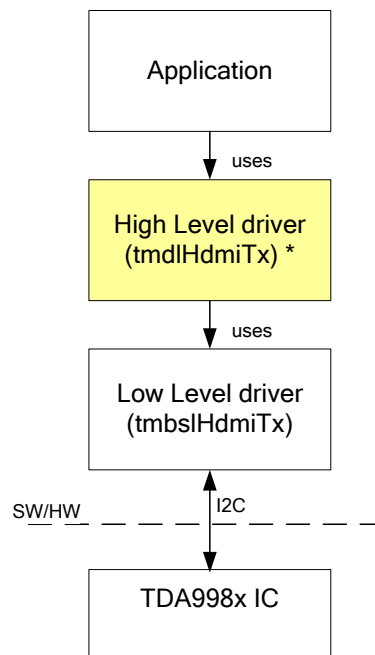 Application
uses
High Level driver
(tmdlHdmiTx) *
uses
Low Level driver
(tmbslHdmiTx)
I2C
SW/HW
TDA998x IC